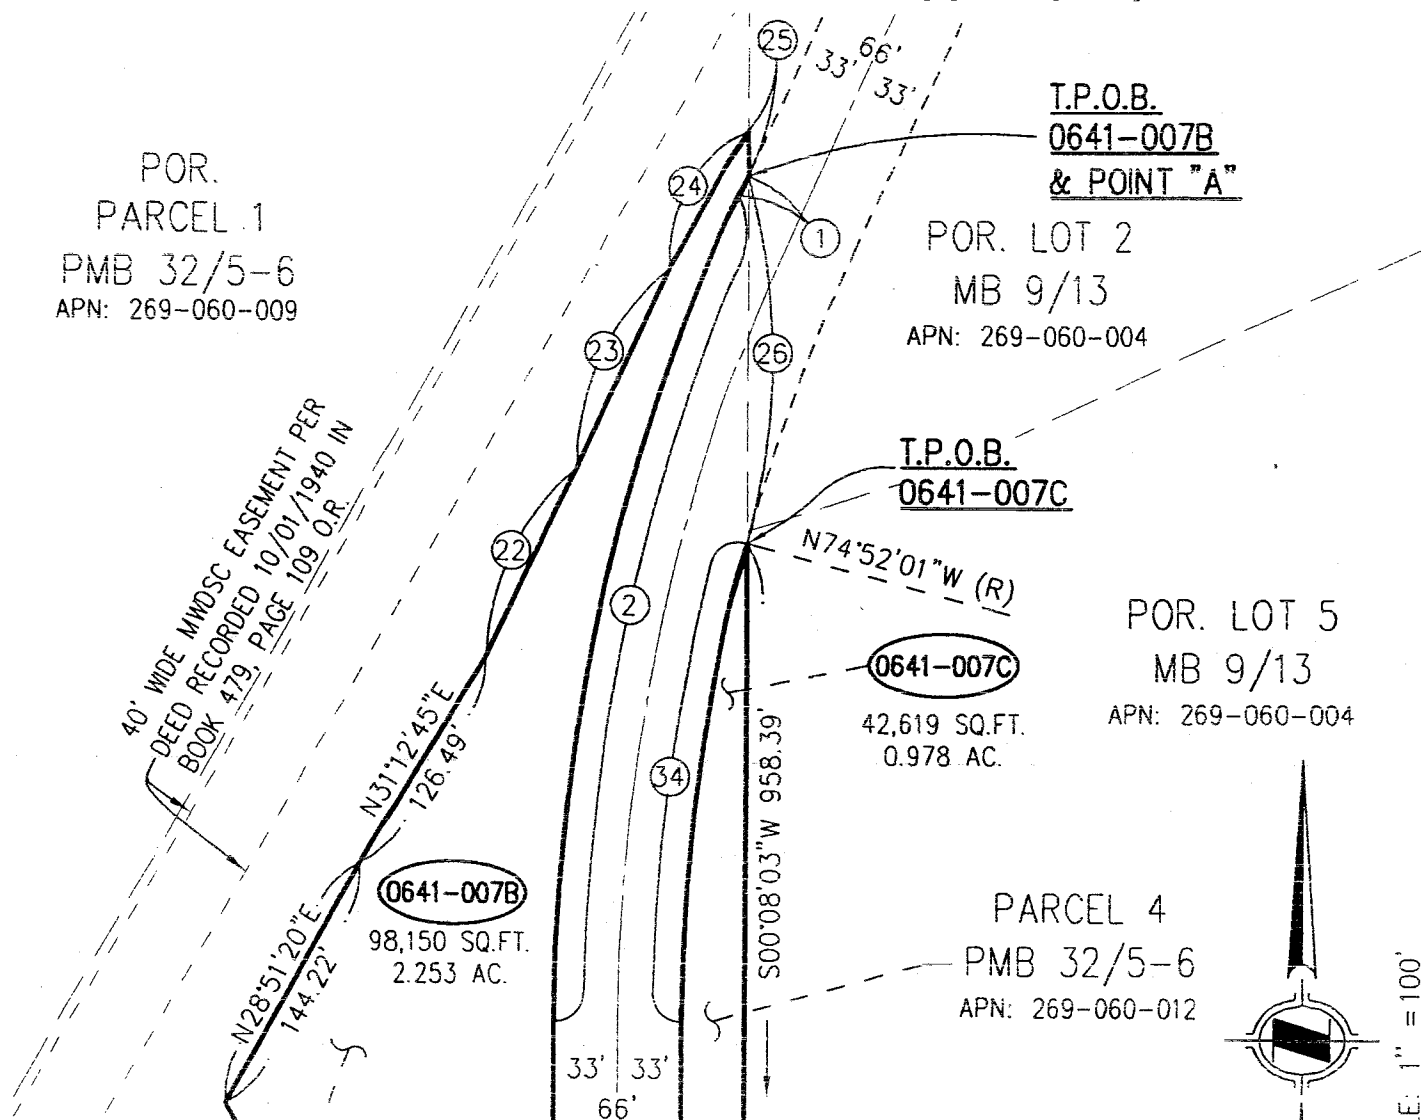 25
66'
33'
33'
T.P.O.B.
0641-007B
& POINT "A"
POR.
PARCEL 1
PMB 32/5-6
APN: 269-060-009
24
1
POR. LOT 2
MB 9/13
APN: 269-060-004
23
26
40' WIDE MWDSC EASEMENT PER
DEED RECORDED 10/01/1940 IN
BOOK 479, PAGE 109 O.R.
T.P.O.B.
0641-007C
22
N74°52'01"W (R)
2
POR. LOT 5
MB 9/13
APN: 269-060-004
0641-007C
42,619 SQ.FT.
0.978 AC.
N31°12'45"E
126.49'
34
S00°08'03"W 958.39'
0641-007B
98,150 SQ.FT.
2.253 AC.
PARCEL 4
PMB 32/5-6
APN: 269-060-012
N28°51'20"E
144.22'
33'
33'
66'
1" = 100'